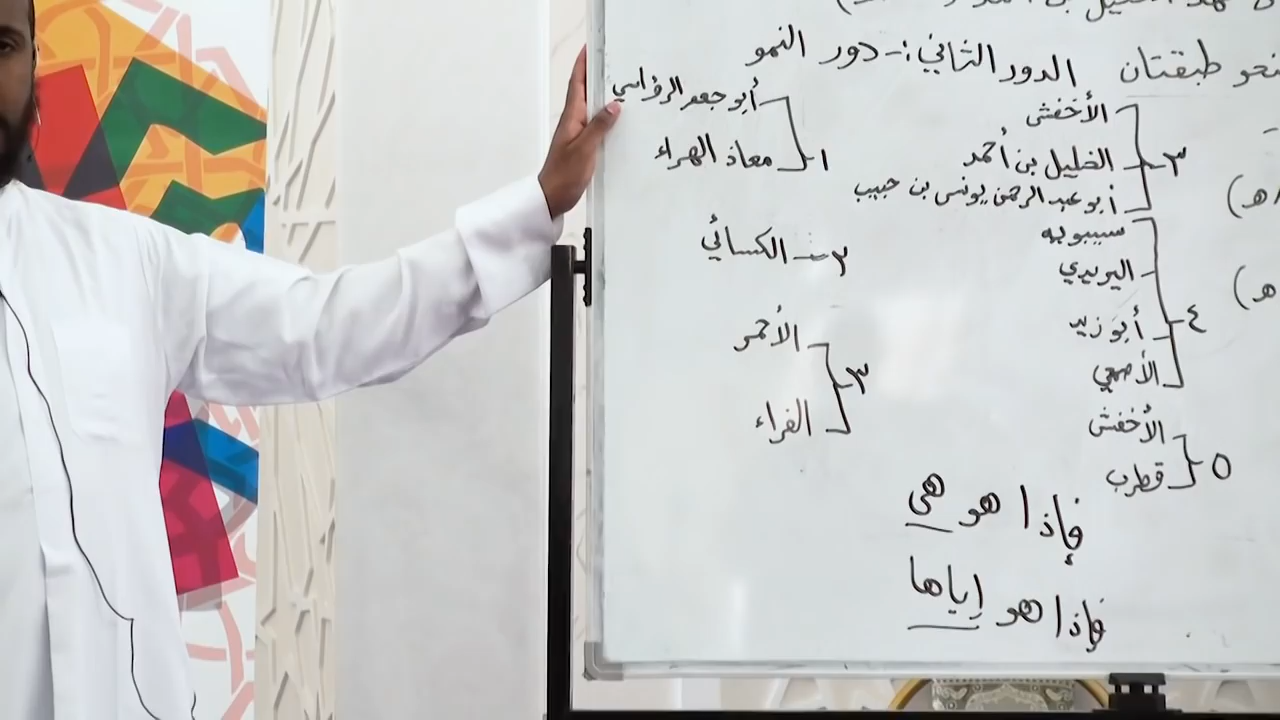 نحو طبقتان الدور الثاني :- دور النمو
الأخفش
٣ الخليل بن أحمد
أبو عبد الرحمن يونس بن حبيب
سيبويه
اليزيدي
٤ أبو زيد
الأصمعي
الأخفش
٥ قطرب
أبو جعفر الرؤاسي
١ معاذ الهراء
٢ - الكسائي
الأحمر
٣
الفراء
فإذا هو هي
فإذا هو إياها